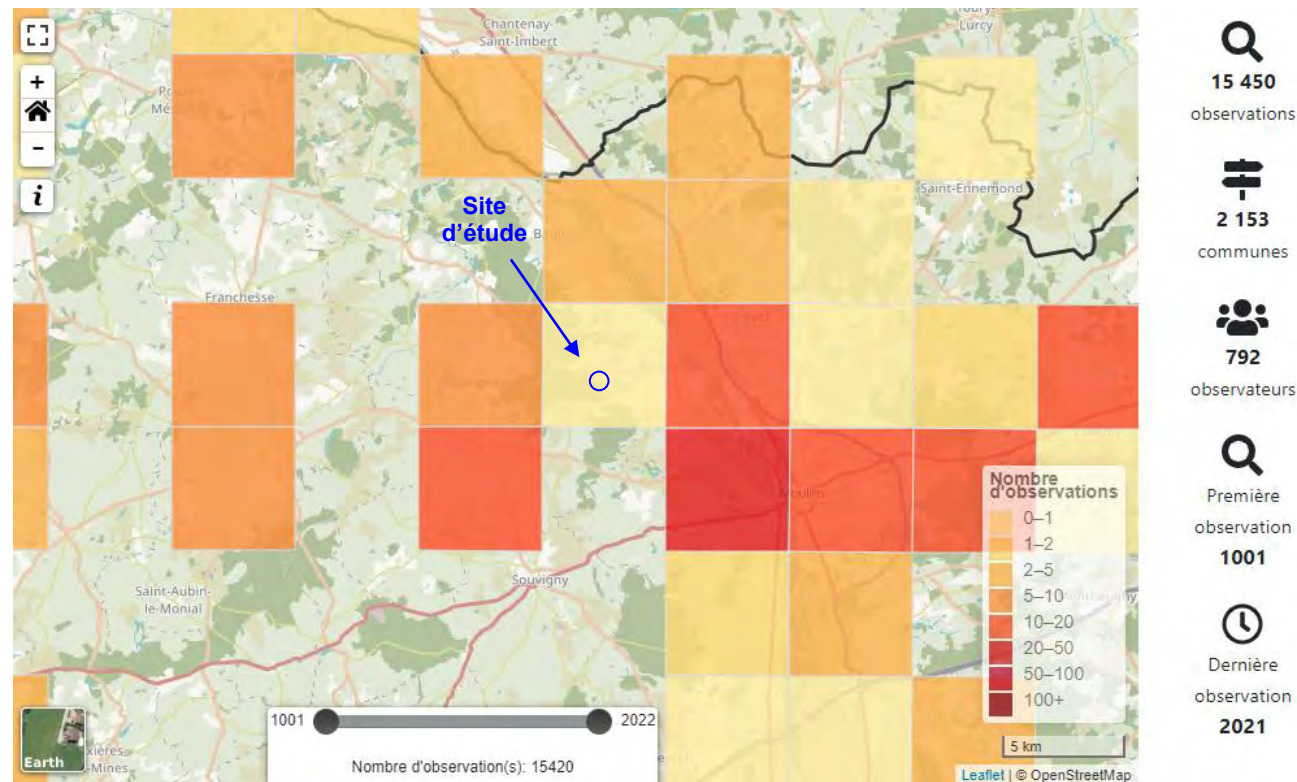 Chantenay-
Saint-Imbert
Lurcy
+
−
i
Saint-Ennemond
Site
d'étude
Franchesse
Moulins
Souvigny
Saint-Aubin-
le-Monial
Nombre
d'observations
0–1
1–2
2–5
5–10
10–20
20–50
50–100
100+
5 km
Leaflet | © OpenStreetMap
Earth
1001
2022
Nombre d'observation(s): 15420
15 450
observations
2 153
communes
792
observateurs
Première
observation
1001
Dernière
observation
2021